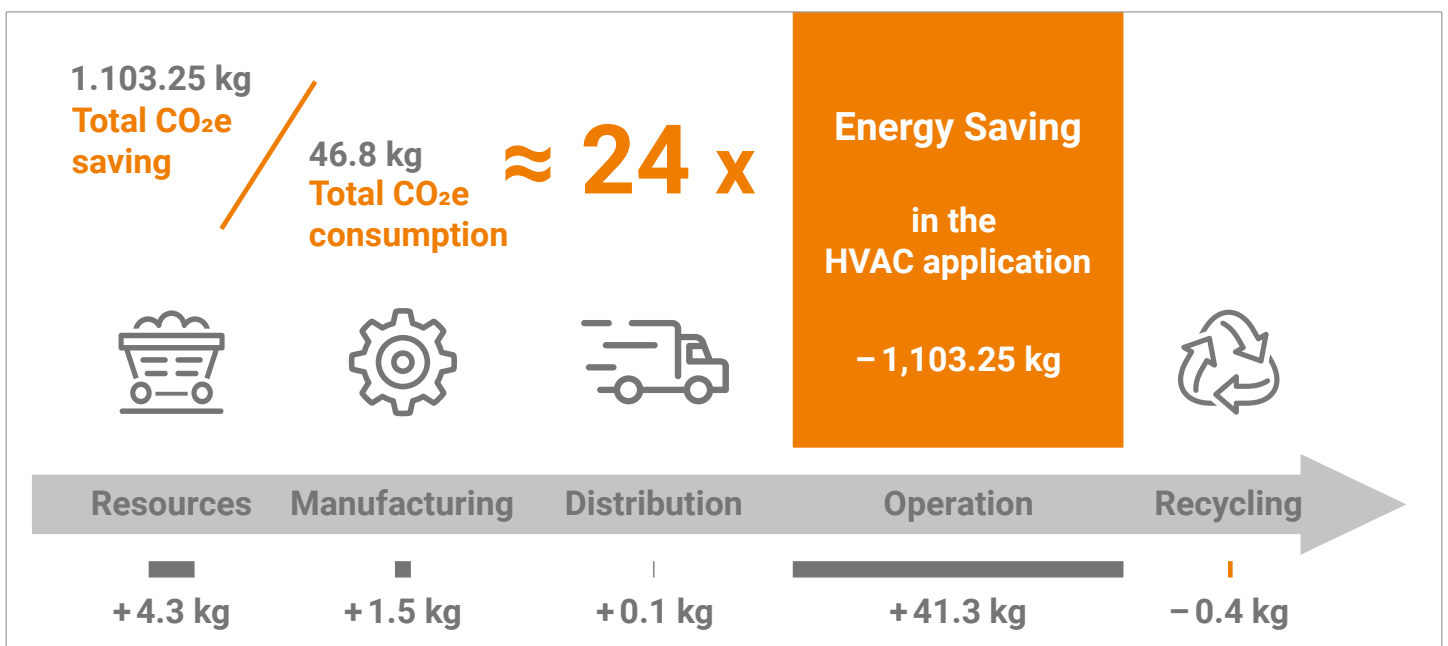 1.103.25 kg
Total CO₂e
saving
46.8 kg
Total CO₂e
consumption
≈ 24 x
Energy Saving
in the
HVAC application
– 1,103.25 kg
Resources
Manufacturing
Distribution
Operation
Recycling
+ 4.3 kg
+ 1.5 kg
+ 0.1 kg
+ 41.3 kg
– 0.4 kg